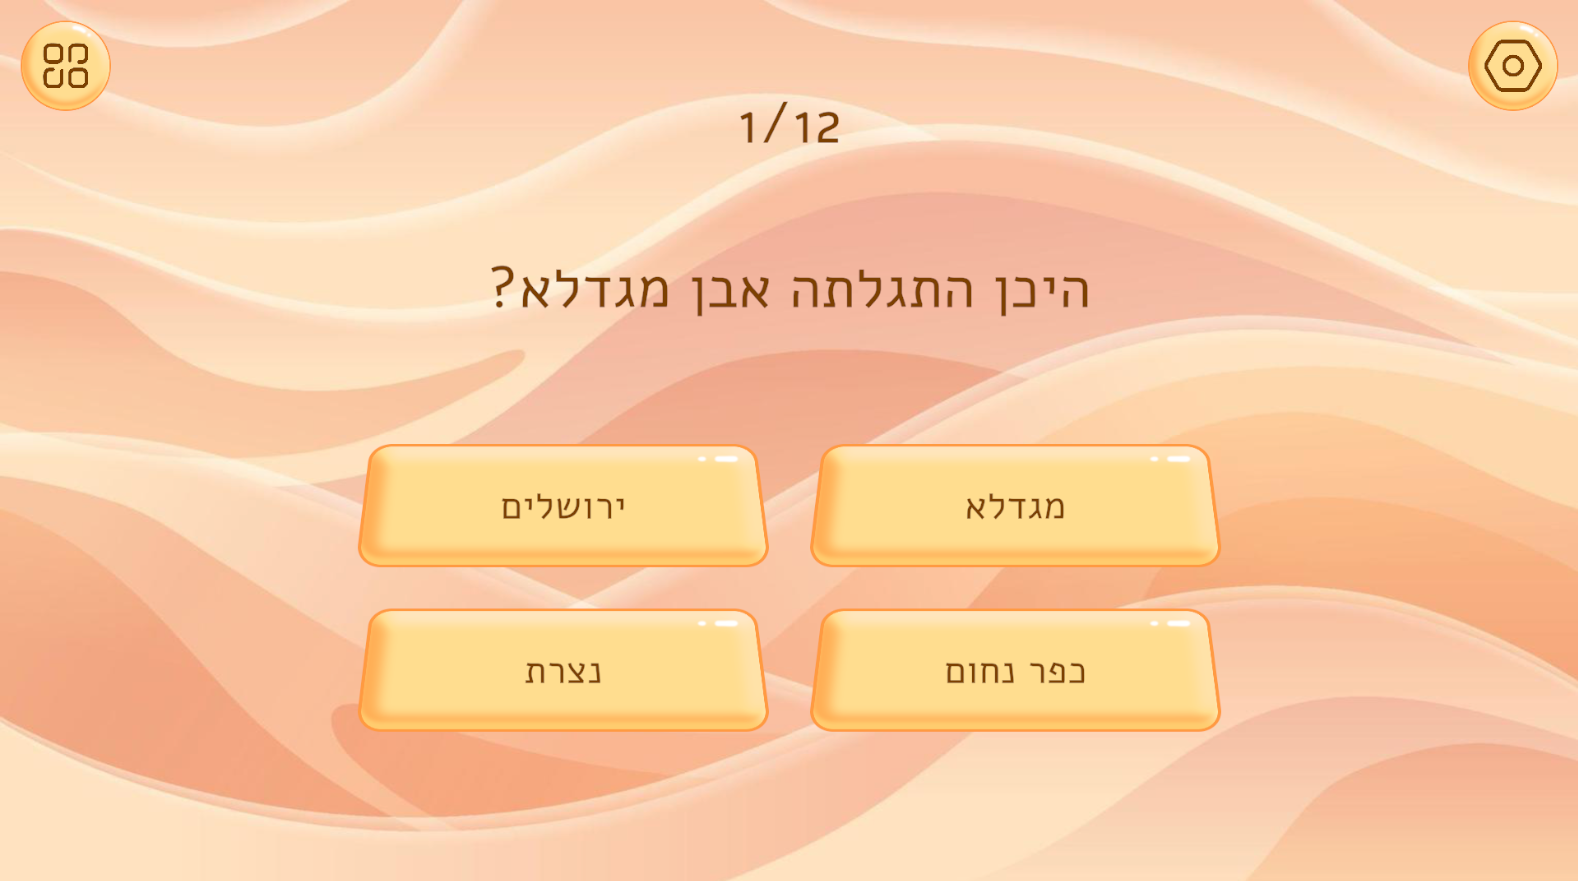 1/12
היכן התגלתה אבן מגדלא?
מגדלא
ירושלים
כפר נחום
נצרת